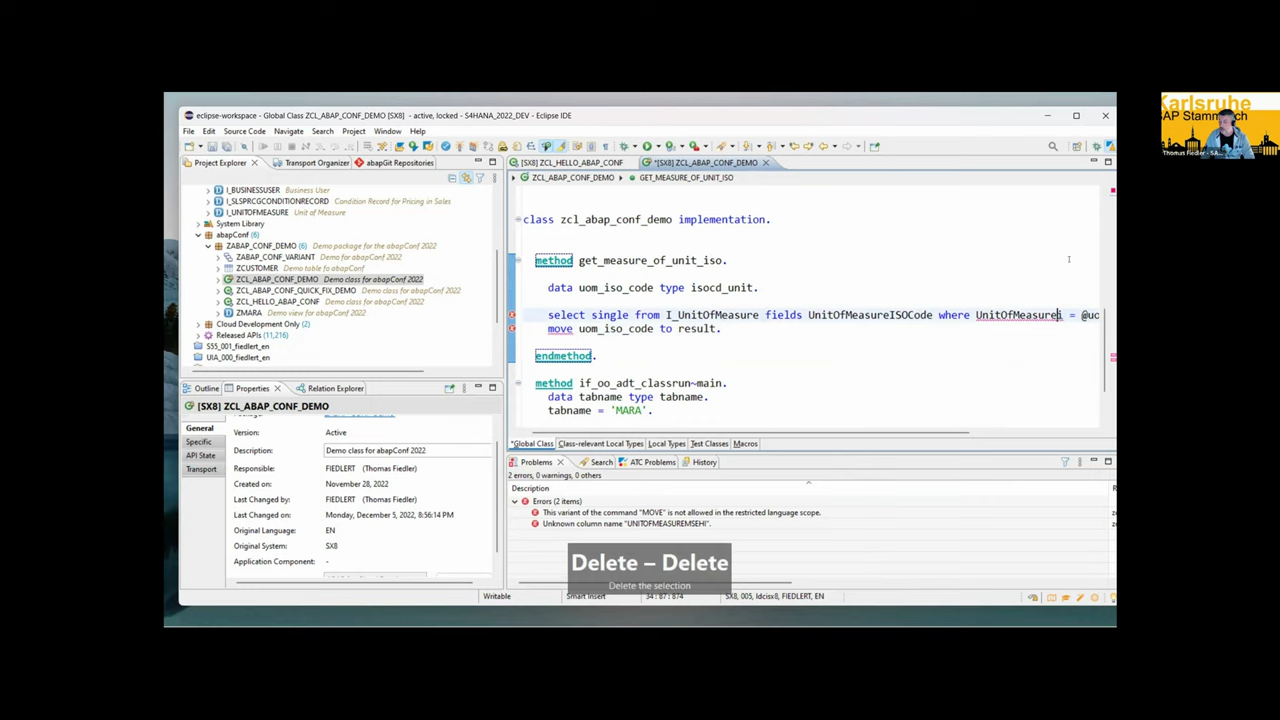 Karlsruhe
SAP Stammtisch
Thomas Fiedler - SA...
eclipse-workspace - Global Class ZCL_ABAP_CONF_DEMO [SX8] - active, locked - S4HANA_2022_DEV - Eclipse IDE
File Edit Source Code Navigate Search Project Run Window Help
Project Explorer Transport Organizer abapGit Repositories
[SX8] ZCL_HELLO_ABAP_CONF *[SX8] ZCL_ABAP_CONF_DEMO
ZCL_ABAP_CONF_DEMO GET_MEASURE_OF_UNIT_ISO
I_BUSINESSUSER Business User
I_SLSPRCGCONDITIONRECORD Condition Record for Pricing in Sales
I_UNITOFMEASURE Unit of Measure
System Library
abapConf (6)
ZABAP_CONF_DEMO (6) Demo package for the abapConf 2022
ZABAP_CONF_VARIANT Demo for abapConf 2022
ZCUSTOMER Demo table fo abapConf
ZCL_ABAP_CONF_DEMO Demo class for abapConf 2022
ZCL_ABAP_CONF_QUICK_FIX_DEMO Demo class for abapConf 2022
ZCL_HELLO_ABAP_CONF Demo class for abapConf 2022
ZMARA Demo view for abapConf 2022
Cloud Development Only (2)
Released APIs (11,216)
S55_001_fiedlert_en
UIA_000_fiedlert_en
class zcl_abap_conf_demo implementation.
method get_measure_of_unit_iso.
data uom_iso_code type isocd_unit.
select single from I_UnitOfMeasure fields UnitOfMeasureISOCode where UnitOfMeasurei = @uo
move uom_iso_code to result.
endmethod.
method if_oo_adt_classrun~main.
data tabname type tabname.
tabname = 'MARA'.
*Global Class Class-relevant Local Types Local Types Test Classes Macros
Outline Properties Relation Explorer
[SX8] ZCL_ABAP_CONF_DEMO
General
Specific
API State
Transport
Version: Active
Description: Demo class for abapConf 2022
Responsible: FIEDLERT (Thomas Fiedler)
Created on: November 28, 2022
Last Changed by: FIEDLERT (Thomas Fiedler)
Last Changed on: Monday, December 5, 2022, 8:56:14 PM
Original Language: EN
Original System: SX8
Application Component: -
Problems Search ATC Problems History
2 errors, 0 warnings, 0 others
Description
Errors (2 items)
This variant of the command "MOVE" is not allowed in the restricted language scope.
Unknown column name "UNITOFMEASUREMSEHI".
Delete – Delete
Delete the selection
Writable Smart Insert 34 : 87 : 874 SX8, 005, ldcisx8, FIEDLERT, EN